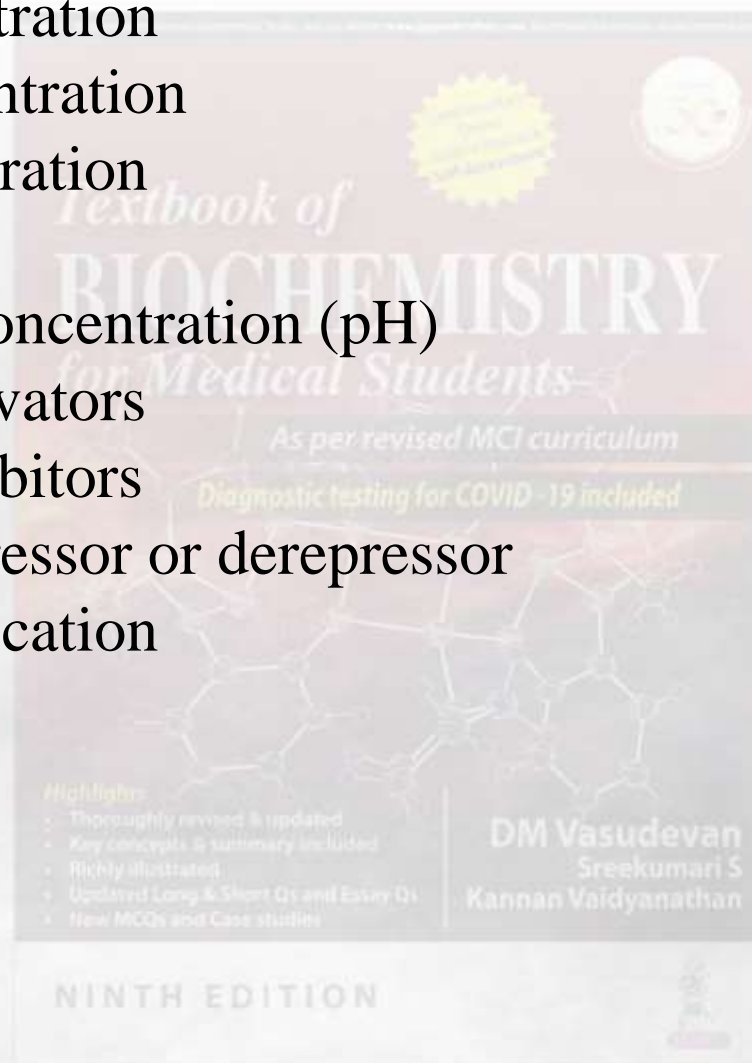 tration
ntration
ration
Textbook of
BIOCHEMISTRY
oncentration (pH)
for Medical Students
vators
As per revised MCI curriculum
bitors
Diagnostic testing for COVID-19 included
essor or derepressor
cation
Highlights
• Thoroughly revised & updated
• Key concepts & summary included
• Richly illustrated
• Updated Long & Short Qs and Essay Qs
• New MCQs and Case studies
DM Vasudevan
Sreekumari S
Kannan Vaidyanathan
NINTH EDITION